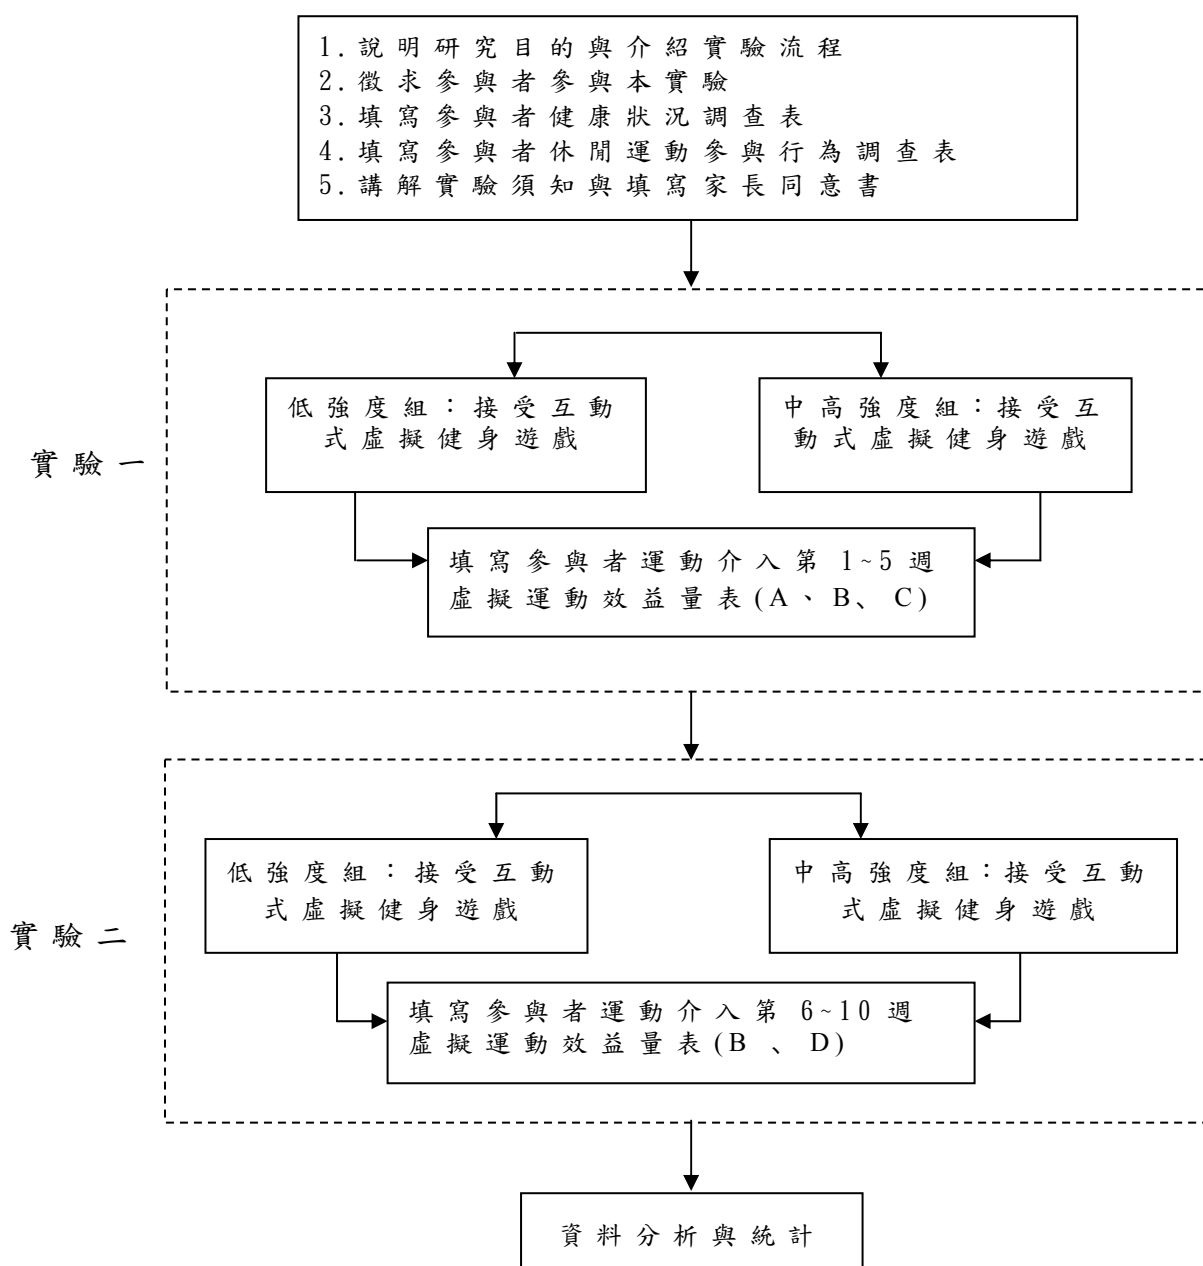 1.說明研究目的與介紹實驗流程
2.徵求參與者參與本實驗
3.填寫參與者健康狀況調查表
4.填寫參與者休閒運動參與行為調查表
5.講解實驗須知與填寫家長同意書
實驗一
低強度組：接受互動
式虛擬健身遊戲
中高強度組：接受互
動式虛擬健身遊戲
填寫參與者運動介入第 1~5 週
虛擬運動效益量表(A、B、C)
實驗二
低強度組：接受互動
式虛擬健身遊戲
中高強度組：接受互動
式虛擬健身遊戲
填寫參與者運動介入第 6~10 週
虛擬運動效益量表(B 、 D)
資料分析與統計